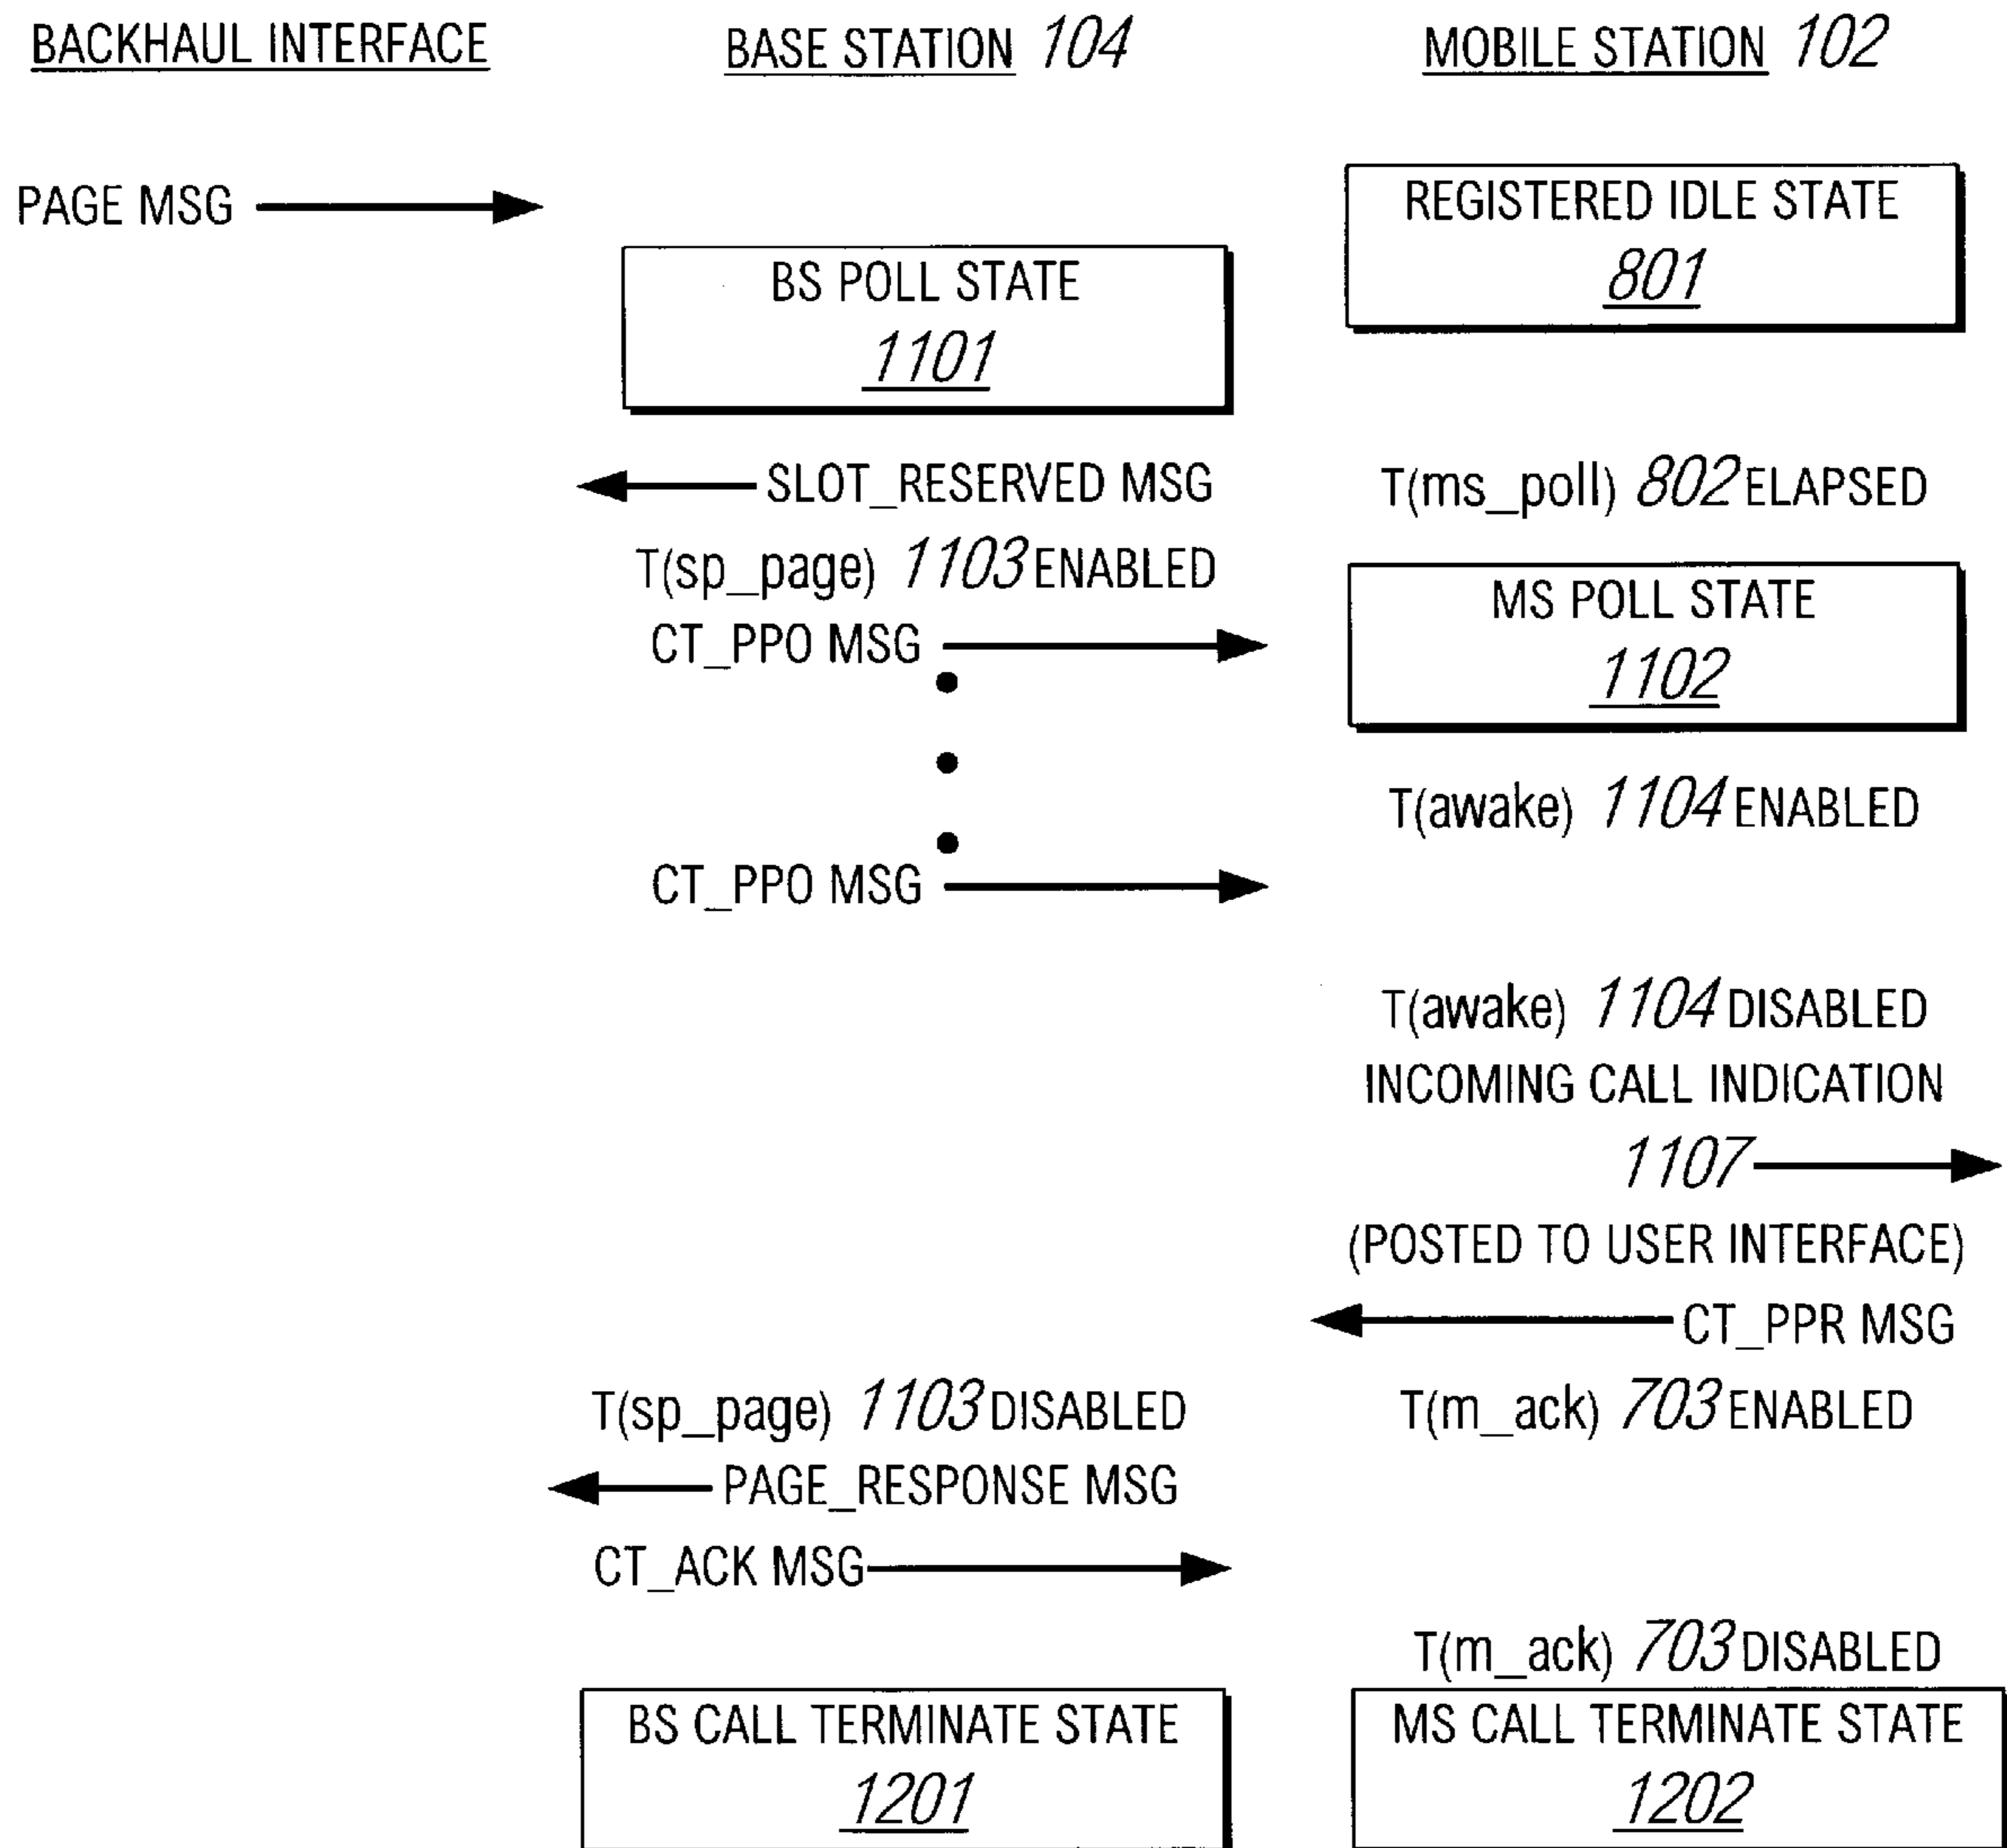 BACKHAUL INTERFACE BASE STATION 104 MOBILE STATION 102
PAGE MSG
REGISTERED IDLE STATE
801
BS POLL STATE
1101
SLOT_RESERVED MSG
T(ms_poll) 802 ELAPSED
T(sp_page) 1103 ENABLED
MS POLL STATE
1102
CT_PPO MSG
T(awake) 1104 ENABLED
CT_PPO MSG
T(awake) 1104 DISABLED
INCOMING CALL INDICATION
1107
(POSTED TO USER INTERFACE)
CT_PPR MSG
T(sp_page) 1103 DISABLED
T(m_ack) 703 ENABLED
PAGE_RESPONSE MSG
CT_ACK MSG
T(m_ack) 703 DISABLED
BS CALL TERMINATE STATE
1201
MS CALL TERMINATE STATE
1202